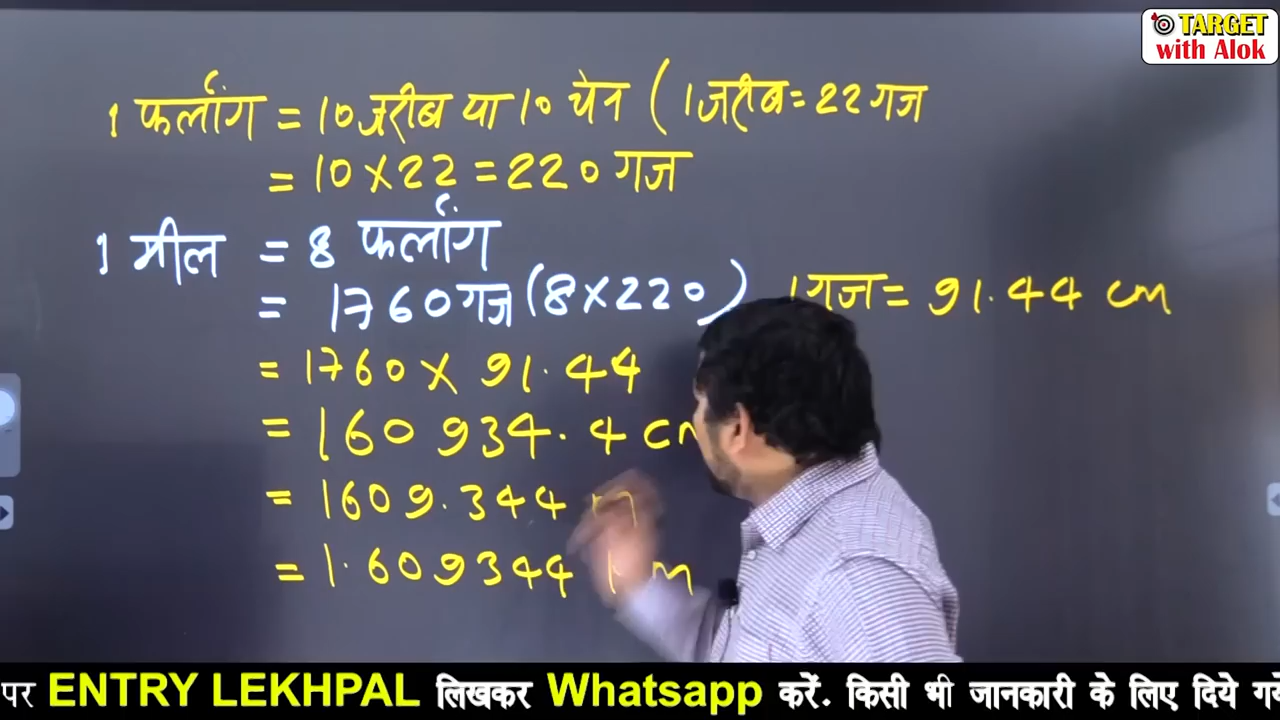 TARGET
with Alok
1 फर्लांग = 10 जरीब या 10 चेन ( 1 जरीब = 22 गज
= 10 × 22 = 220 गज
1 मील = 8 फर्लांग
= 1760 गज (8 × 220) 1 गज = 91.44 cm
= 1760 × 91.44
= 160934.4 cm
= 1609.344 m
= 1.609344 km
पर ENTRY LEKHPAL लिखकर Whatsapp करें. किसी भी जानकारी के लिए दिये गये